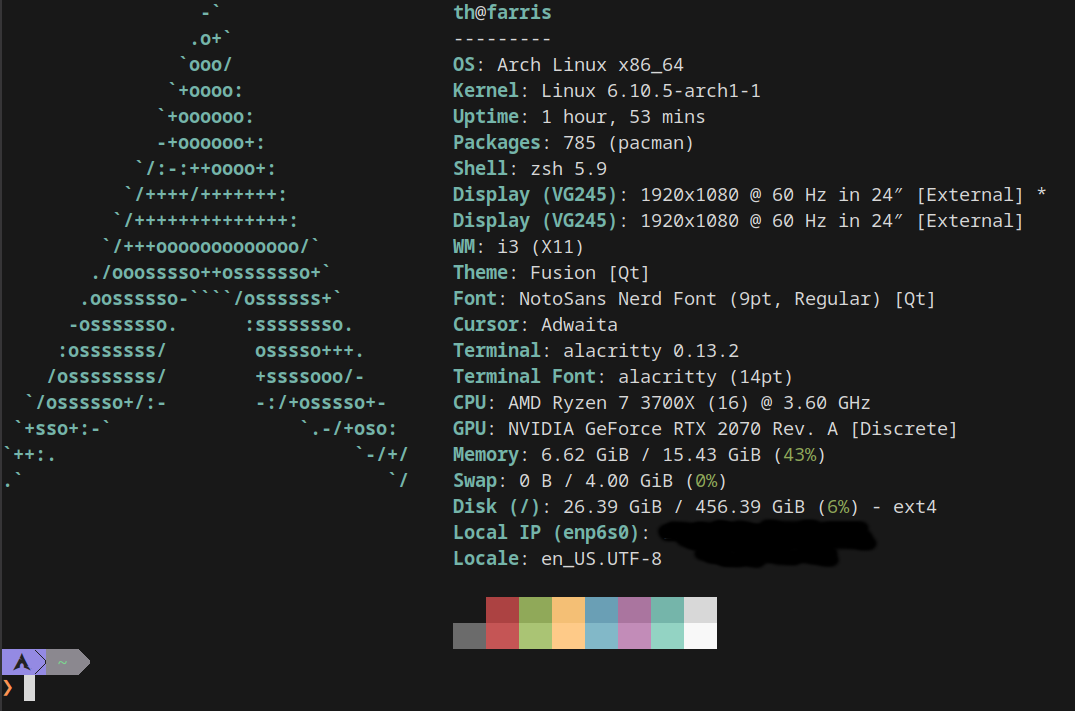 -`
                 .o+`
                `ooo/
               `+oooo:
              `+oooooo:
              -+oooooo+:
            `/:-:++oooo+:
           `/++++/+++++++:
          `/++++++++++++++:
         `/+++ooooooooooooo/`
        ./ooosssso++osssssso+`
       .oossssso-````/ossssss+`
      -osssssso.      :ssssssso.
     :osssssss/        osssso+++.
    /ossssssss/        +ssssooo/-
  `/ossssso+/:-        -:/+osssso+-
 `+sso+:-`                 `.-/+oso:
`++:.                           `-/+/
.`                                 `/
th@farris
---------
OS: Arch Linux x86_64
Kernel: Linux 6.10.5-arch1-1
Uptime: 1 hour, 53 mins
Packages: 785 (pacman)
Shell: zsh 5.9
Display (VG245): 1920x1080 @ 60 Hz in 24″ [External] *
Display (VG245): 1920x1080 @ 60 Hz in 24″ [External]
WM: i3 (X11)
Theme: Fusion [Qt]
Font: NotoSans Nerd Font (9pt, Regular) [Qt]
Cursor: Adwaita
Terminal: alacritty 0.13.2
Terminal Font: alacritty (14pt)
CPU: AMD Ryzen 7 3700X (16) @ 3.60 GHz
GPU: NVIDIA GeForce RTX 2070 Rev. A [Discrete]
Memory: 6.62 GiB / 15.43 GiB (43%)
Swap: 0 B / 4.00 GiB (0%)
Disk (/): 26.39 GiB / 456.39 GiB (6%) - ext4
Local IP (enp6s0):
Locale: en_US.UTF-8
~
❯